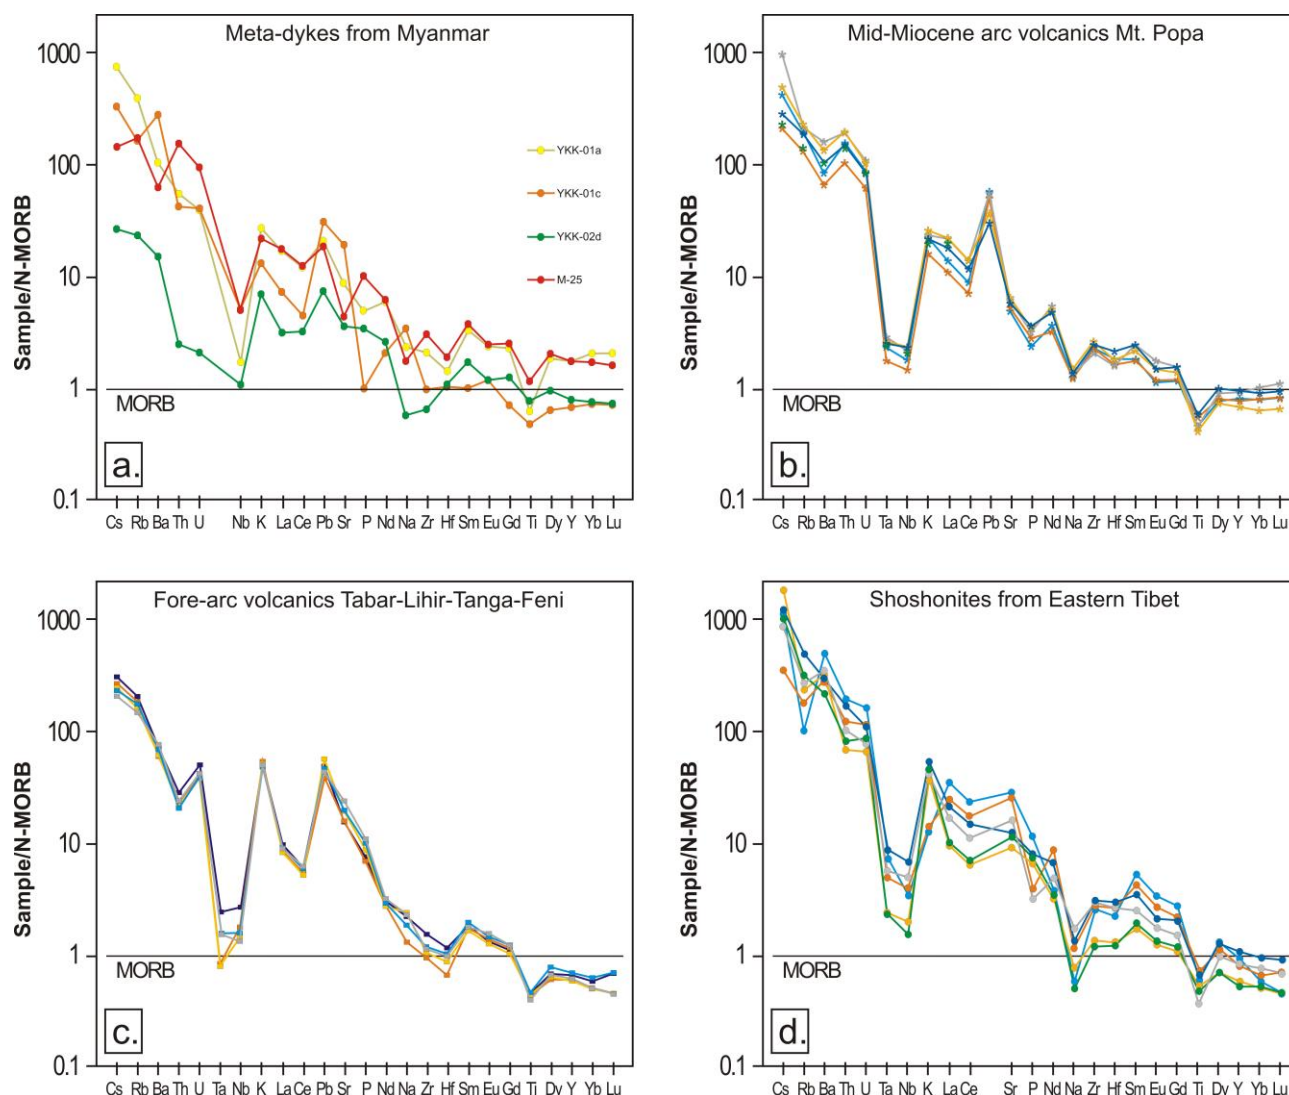 Meta-dykes from Myanmar
1000
100
10
1
0.1
Sample/N-MORB
YKK-01a
YKK-01c
YKK-02d
M-25
MORB
a.
Cs Rb Ba Th U Nb K La Ce Pb Sr P Nd Na Zr Hf Sm Eu Gd Ti Dy Y Yb Lu
Mid-Miocene arc volcanics Mt. Popa
1000
100
10
1
0.1
Sample/N-MORB
MORB
b.
Cs Rb Ba Th U Ta Nb K La Ce Pb Sr P Nd Na Zr Hf Sm Eu Gd Ti Dy Y Yb Lu
Fore-arc volcanics Tabar-Lihir-Tanga-Feni
1000
100
10
1
0.1
Sample/N-MORB
MORB
c.
Cs Rb Ba Th U Ta Nb K La Ce Pb Sr P Nd Na Zr Hf Sm Eu Gd Ti Dy Y Yb Lu
Shoshonites from Eastern Tibet
1000
100
10
1
0.1
Sample/N-MORB
MORB
d.
Cs Rb Ba Th U Ta Nb K La Ce Sr P Nd Na Zr Hf Sm Eu Gd Ti Dy Y Yb Lu